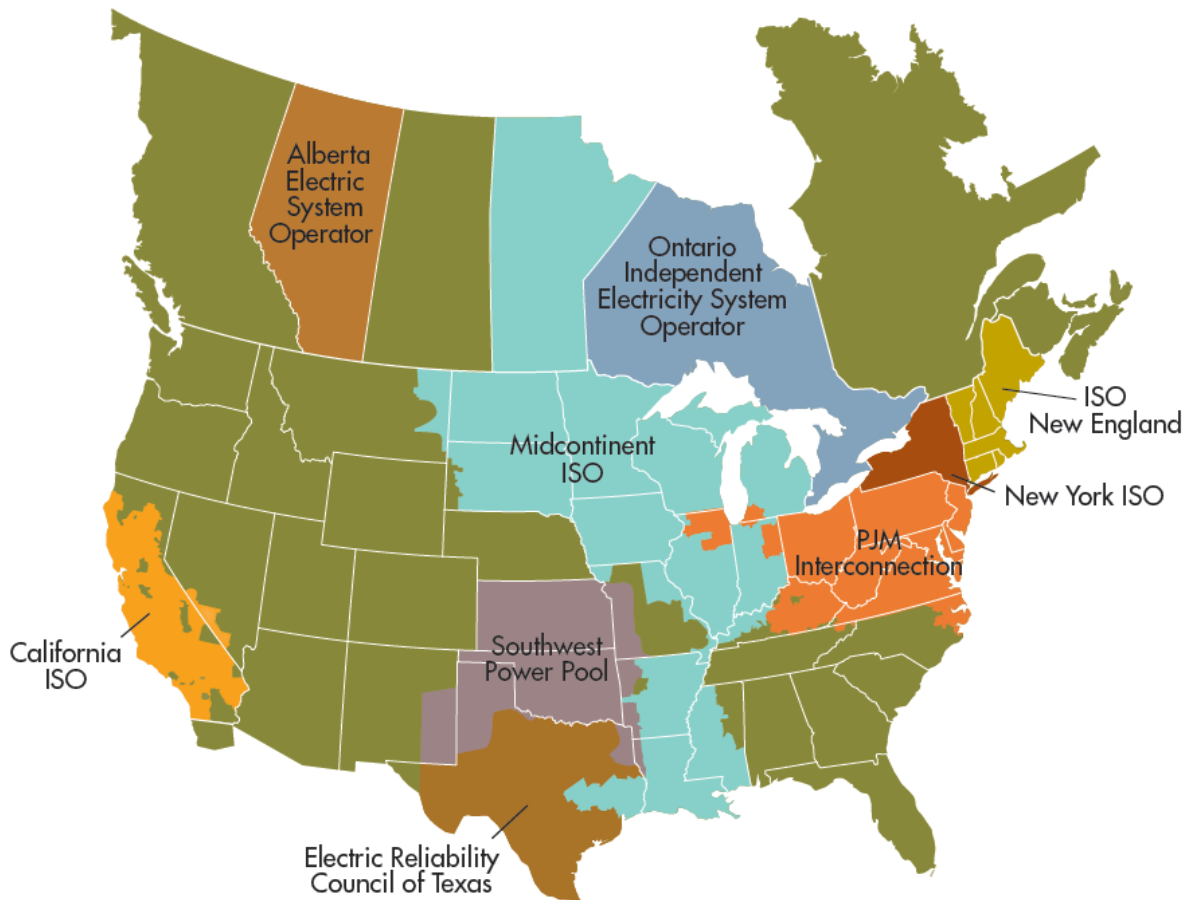 Alberta
Electric
System
Operator
Ontario
Independent
Electricity System
Operator
ISO
New England
Midcontinent
ISO
New York ISO
PJM
Interconnection
California
ISO
Southwest
Power Pool
Electric Reliability
Council of Texas